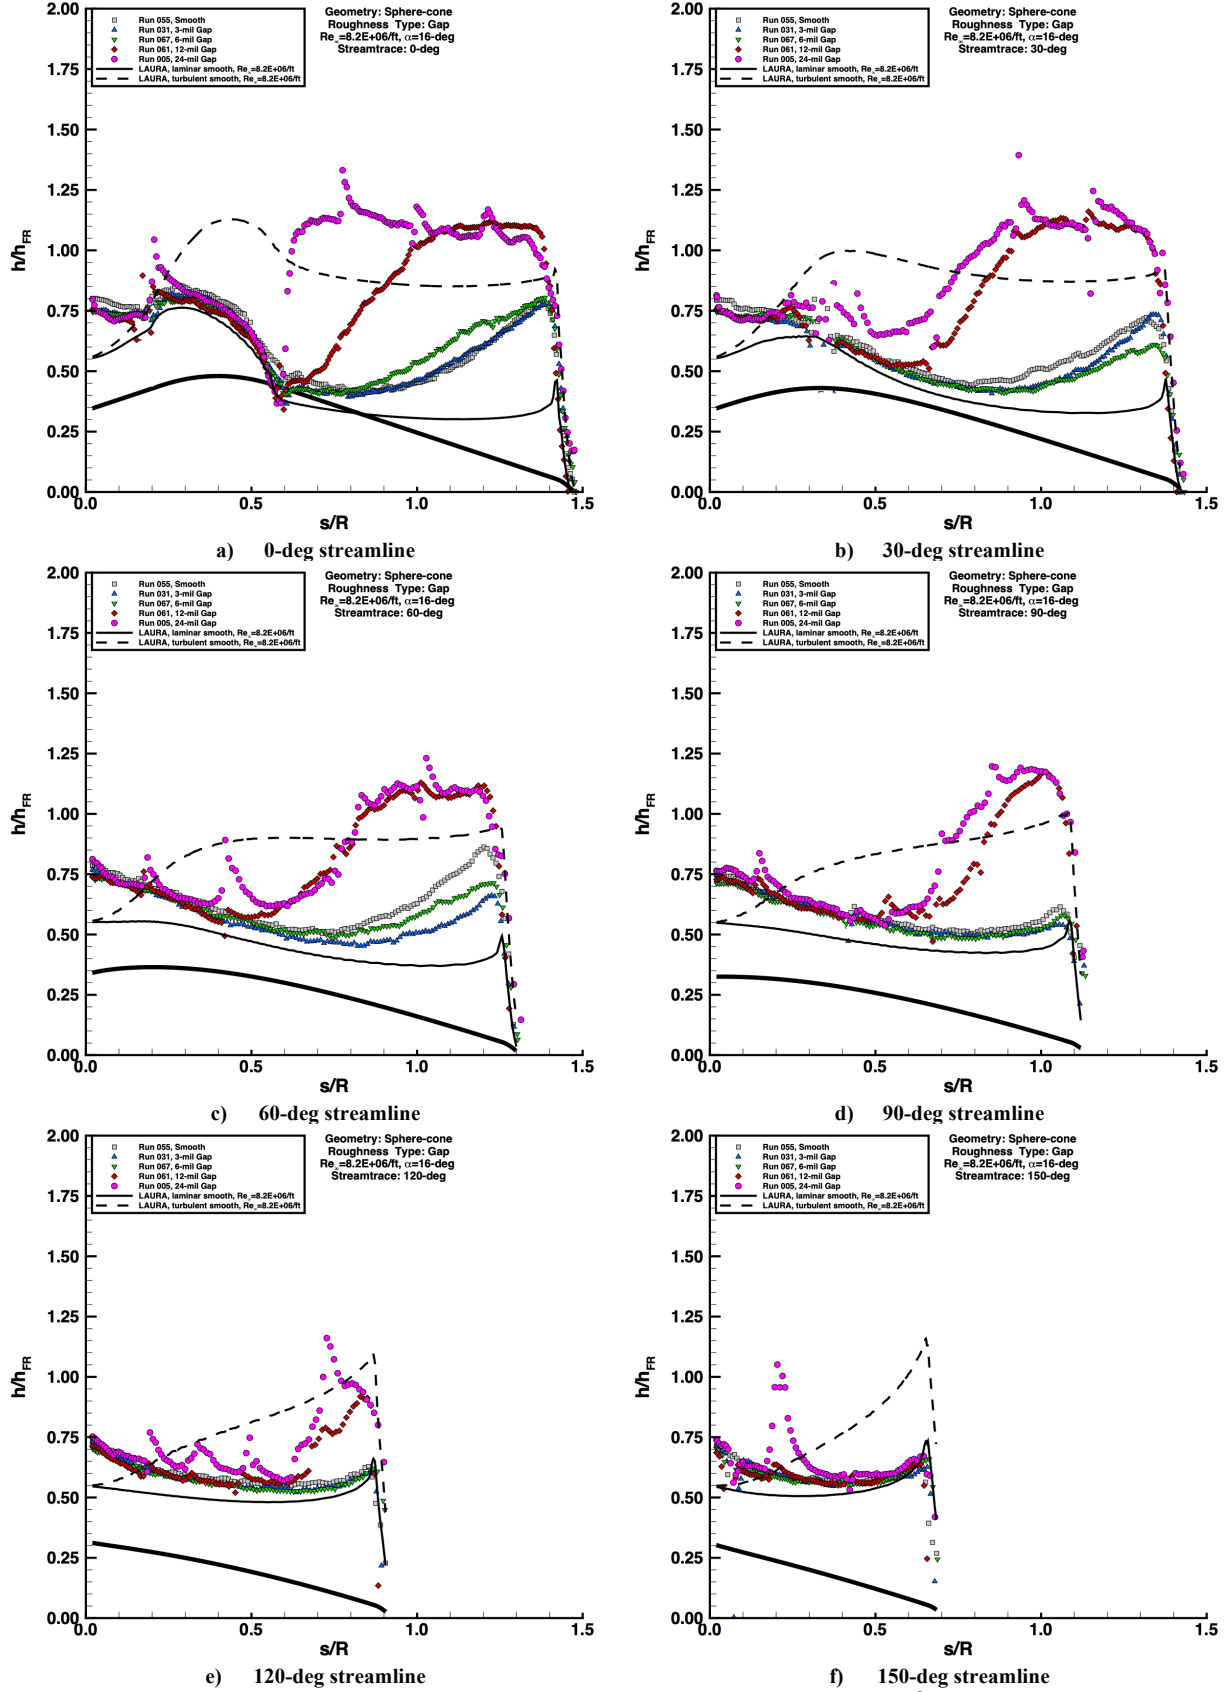 2.00
1.75
1.50
1.25
1.00
0.75
0.50
0.25
0.00
h/hFR
0.0 0.5 1.0 1.5
s/R
Run 055, Smooth
Run 031, 3-mil Gap
Run 067, 6-mil Gap
Run 061, 12-mil Gap
Run 005, 24-mil Gap
LAURA, laminar smooth, Re∞=8.2E+06/ft
LAURA, turbulent smooth, Re∞=8.2E+06/ft
Geometry: Sphere-cone
Roughness Type: Gap
Re∞=8.2E+06/ft, α=16-deg
Streamtrace: 0-deg
a) 0-deg streamline
2.00
1.75
1.50
1.25
1.00
0.75
0.50
0.25
0.00
h/hFR
0.0 0.5 1.0 1.5
s/R
Run 055, Smooth
Run 031, 3-mil Gap
Run 067, 6-mil Gap
Run 061, 12-mil Gap
Run 005, 24-mil Gap
LAURA, laminar smooth, Re∞=8.2E+06/ft
LAURA, turbulent smooth, Re∞=8.2E+06/ft
Geometry: Sphere-cone
Roughness Type: Gap
Re∞=8.2E+06/ft, α=16-deg
Streamtrace: 30-deg
b) 30-deg streamline
2.00
1.75
1.50
1.25
1.00
0.75
0.50
0.25
0.00
h/hFR
0.0 0.5 1.0 1.5
s/R
Run 055, Smooth
Run 031, 3-mil Gap
Run 067, 6-mil Gap
Run 061, 12-mil Gap
Run 005, 24-mil Gap
LAURA, laminar smooth, Re∞=8.2E+06/ft
LAURA, turbulent smooth, Re∞=8.2E+06/ft
Geometry: Sphere-cone
Roughness Type: Gap
Re∞=8.2E+06/ft, α=16-deg
Streamtrace: 60-deg
c) 60-deg streamline
2.00
1.75
1.50
1.25
1.00
0.75
0.50
0.25
0.00
h/hFR
0.0 0.5 1.0 1.5
s/R
Run 055, Smooth
Run 031, 3-mil Gap
Run 067, 6-mil Gap
Run 061, 12-mil Gap
Run 005, 24-mil Gap
LAURA, laminar smooth, Re∞=8.2E+06/ft
LAURA, turbulent smooth, Re∞=8.2E+06/ft
Geometry: Sphere-cone
Roughness Type: Gap
Re∞=8.2E+06/ft, α=16-deg
Streamtrace: 90-deg
d) 90-deg streamline
2.00
1.75
1.50
1.25
1.00
0.75
0.50
0.25
0.00
h/hFR
0.0 0.5 1.0 1.5
s/R
Run 055, Smooth
Run 031, 3-mil Gap
Run 067, 6-mil Gap
Run 061, 12-mil Gap
Run 005, 24-mil Gap
LAURA, laminar smooth, Re∞=8.2E+06/ft
LAURA, turbulent smooth, Re∞=8.2E+06/ft
Geometry: Sphere-cone
Roughness Type: Gap
Re∞=8.2E+06/ft, α=16-deg
Streamtrace: 120-deg
e) 120-deg streamline
2.00
1.75
1.50
1.25
1.00
0.75
0.50
0.25
0.00
h/hFR
0.0 0.5 1.0 1.5
s/R
Run 055, Smooth
Run 031, 3-mil Gap
Run 067, 6-mil Gap
Run 061, 12-mil Gap
Run 005, 24-mil Gap
LAURA, laminar smooth, Re∞=8.2E+06/ft
LAURA, turbulent smooth, Re∞=8.2E+06/ft
Geometry: Sphere-cone
Roughness Type: Gap
Re∞=8.2E+06/ft, α=16-deg
Streamtrace: 150-deg
f) 150-deg streamline